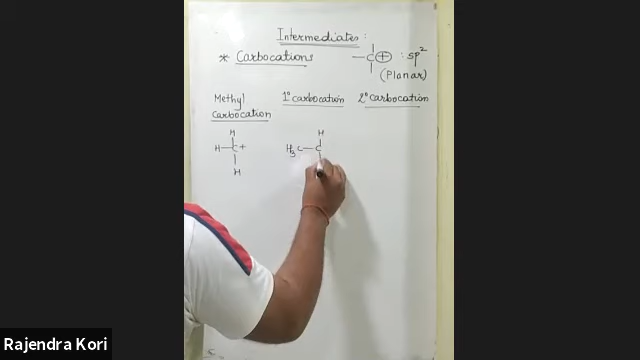 Intermediates:
* Carbocations
–C⊕ : sp²
(Planar)
Methyl
Carbocation
1° carbocation
2° carbocation
H
H–C+
H
H
H₃C–C
Rajendra Kori